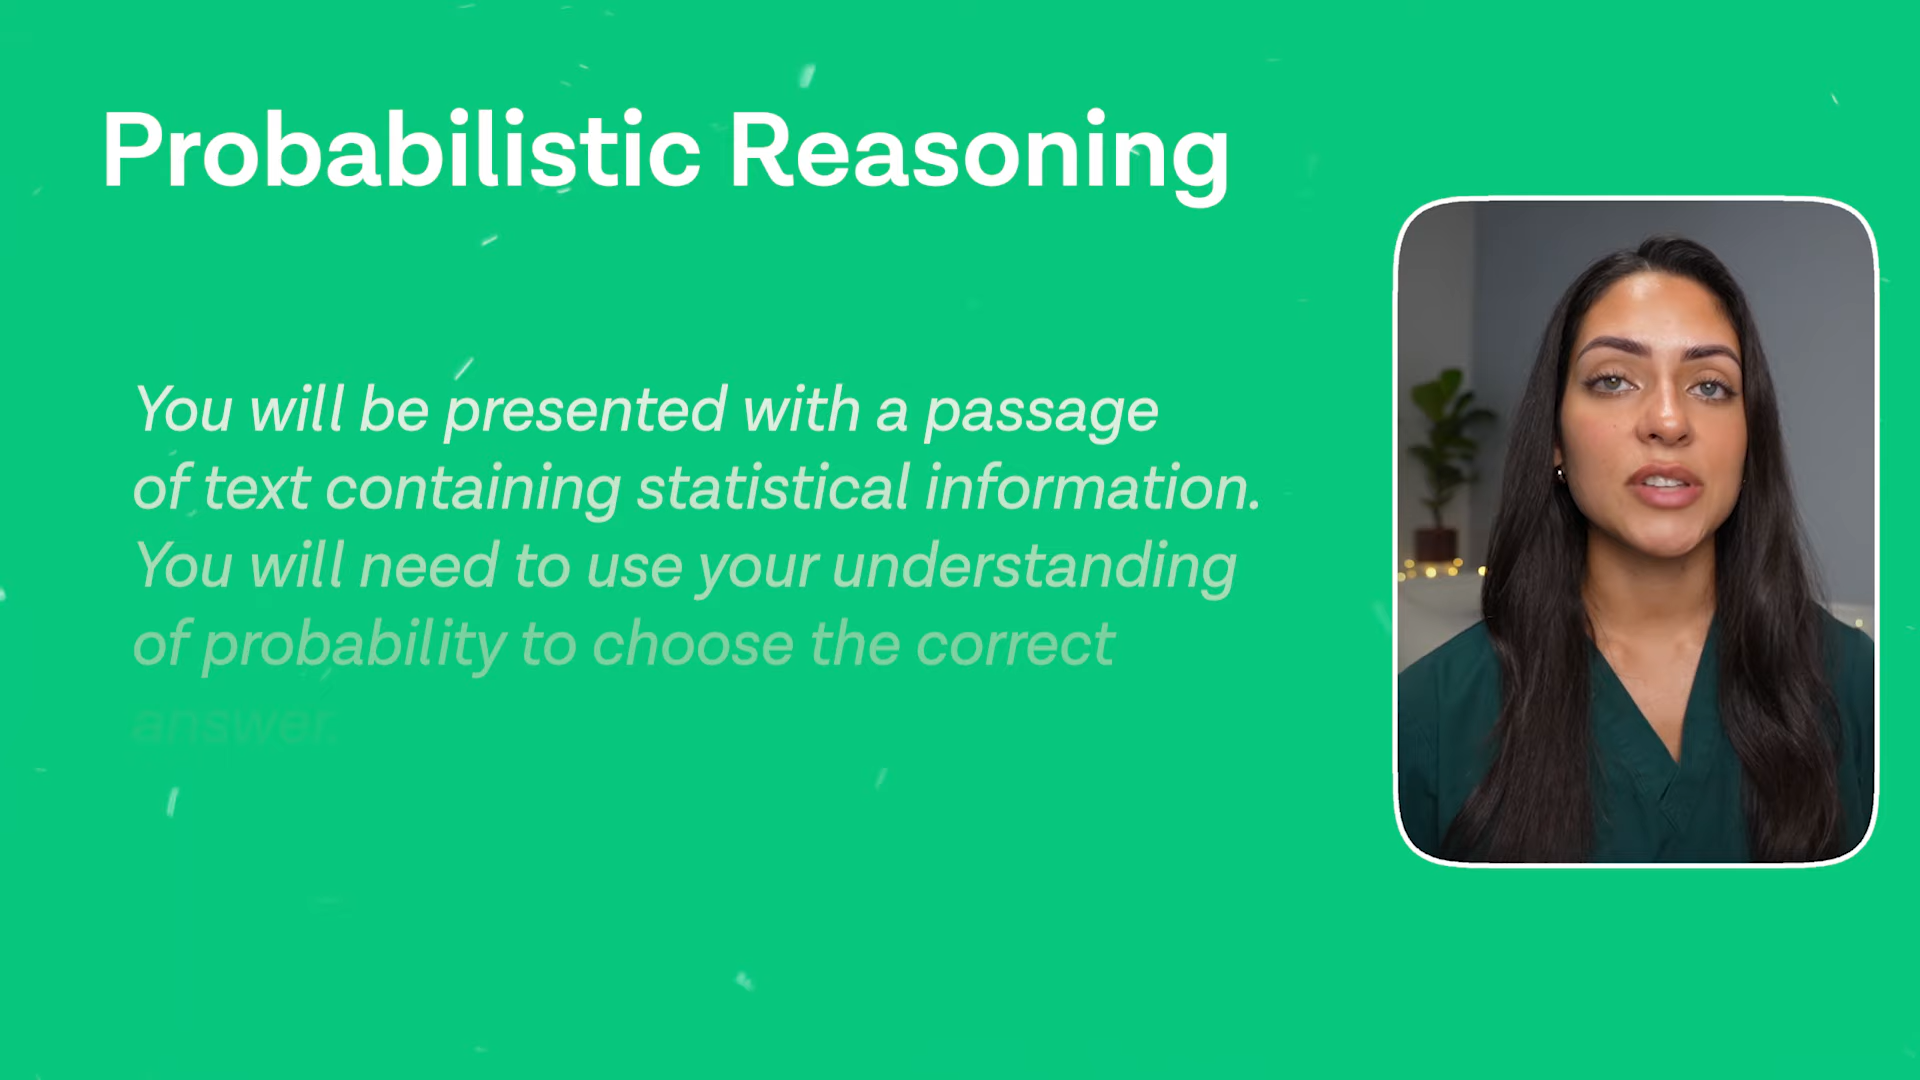 Probabilistic Reasoning
You will be presented with a passage
of text containing statistical information.
You will need to use your understanding
of probability to choose the correct
answer.